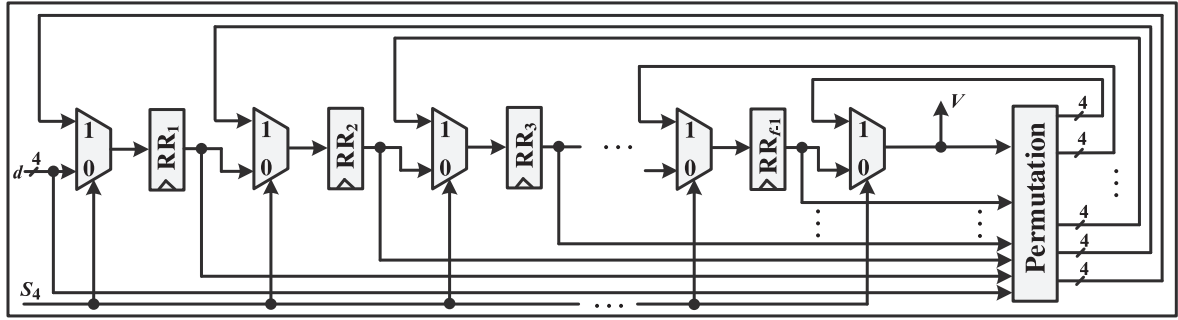 4 4 4 4 4
V
1 0 RR1 1 0 RR2 1 0 RR3 . . . 1 0 RRf-1 1 0 Permutation
d 4
S4 . . .